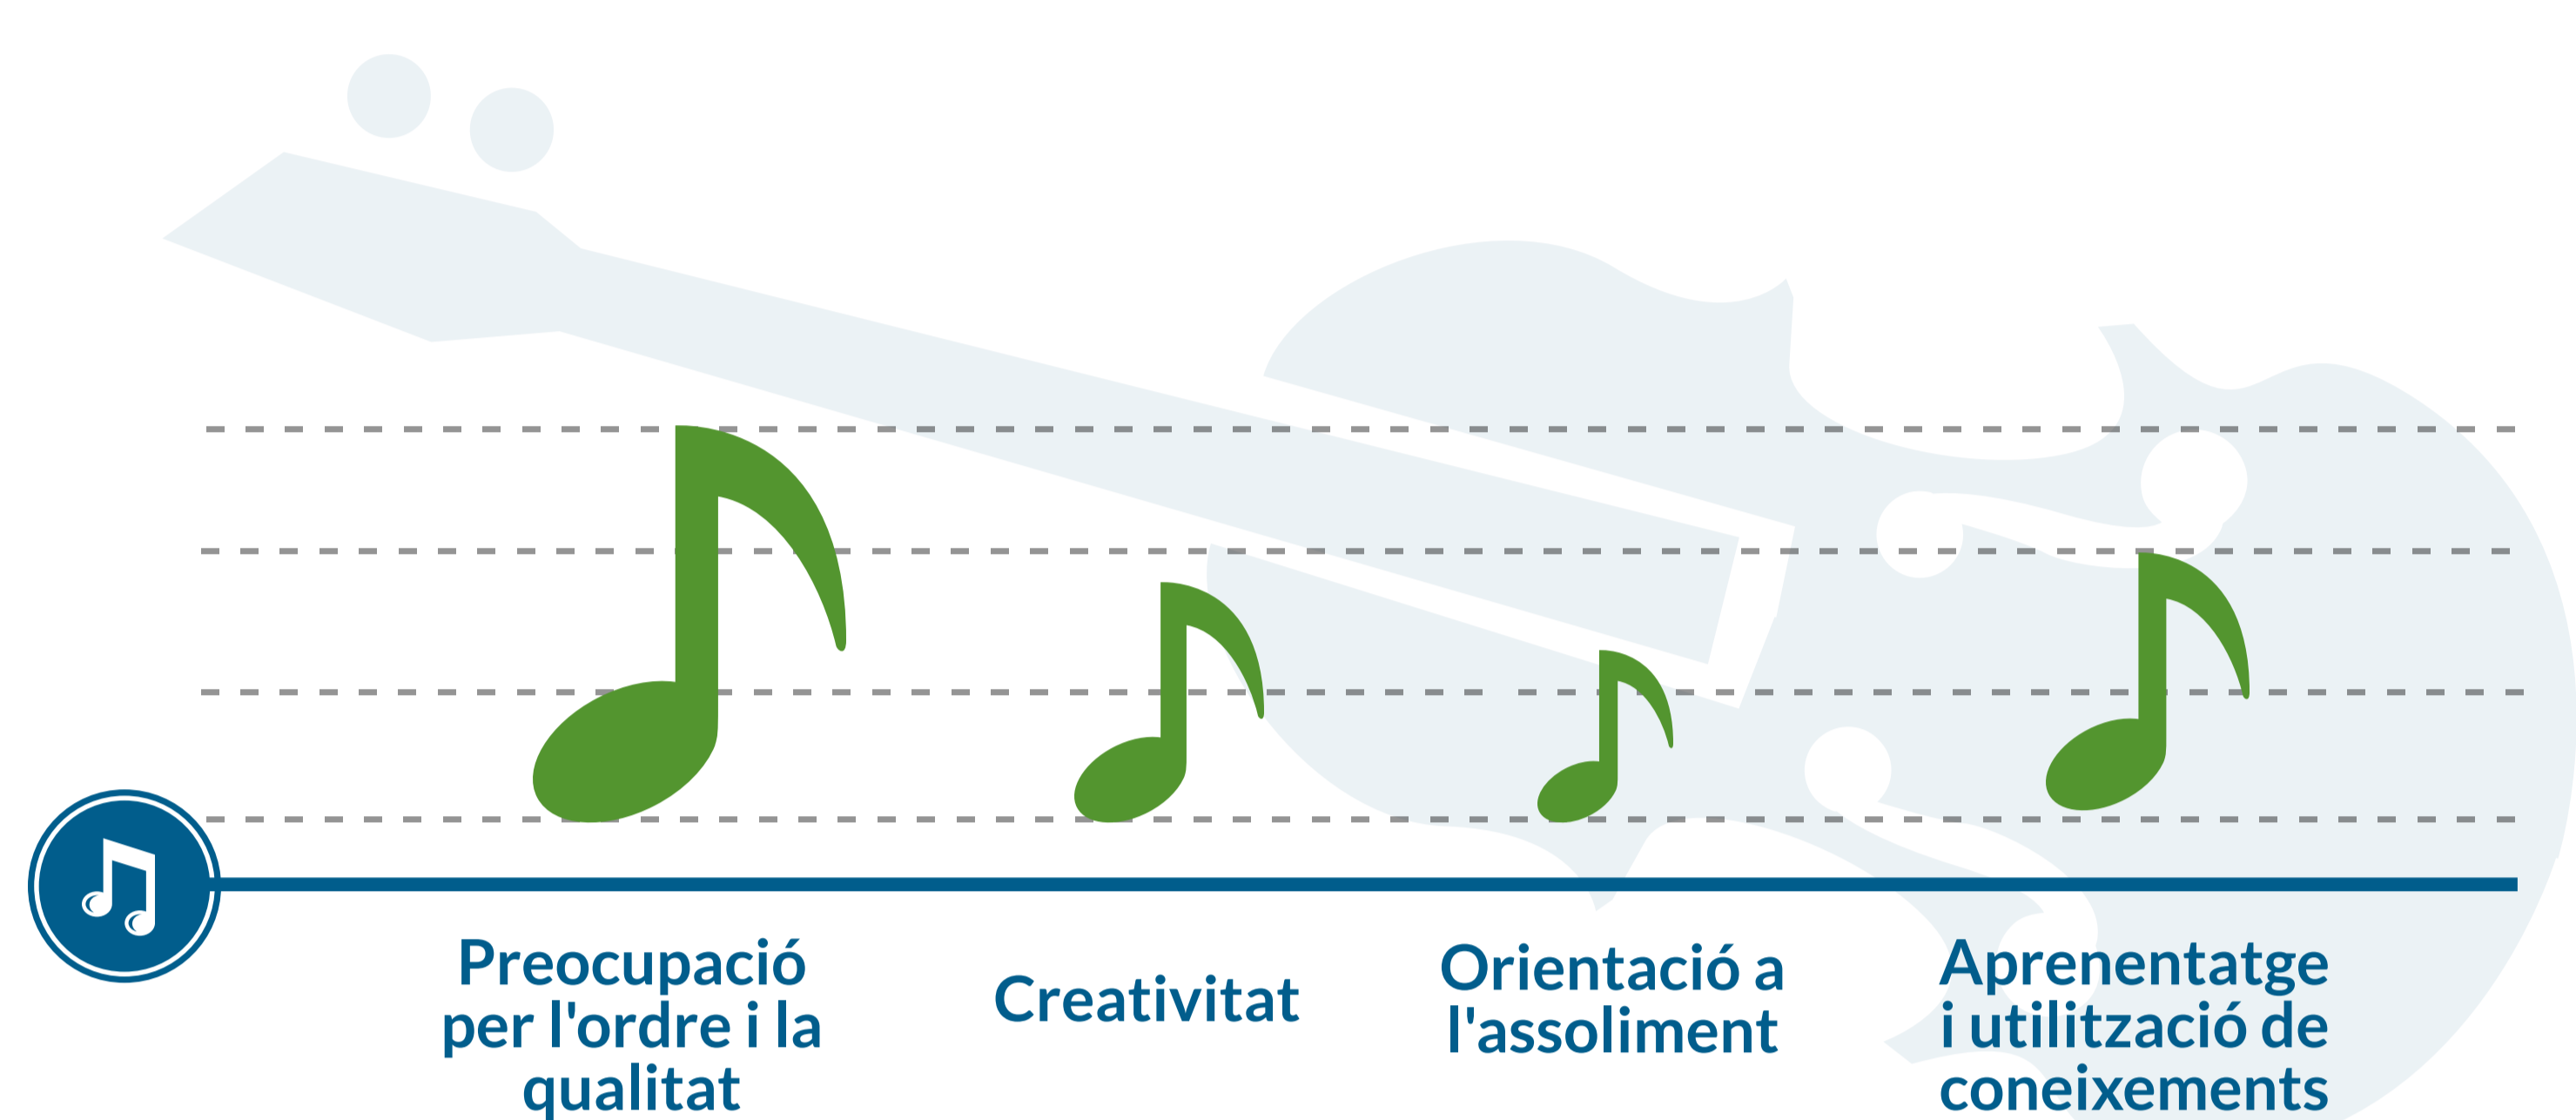 Preocupació
per l'ordre i la
qualitat
Creativitat
Orientació a
l'assoliment
Aprenentatge
i utilització de
coneixements